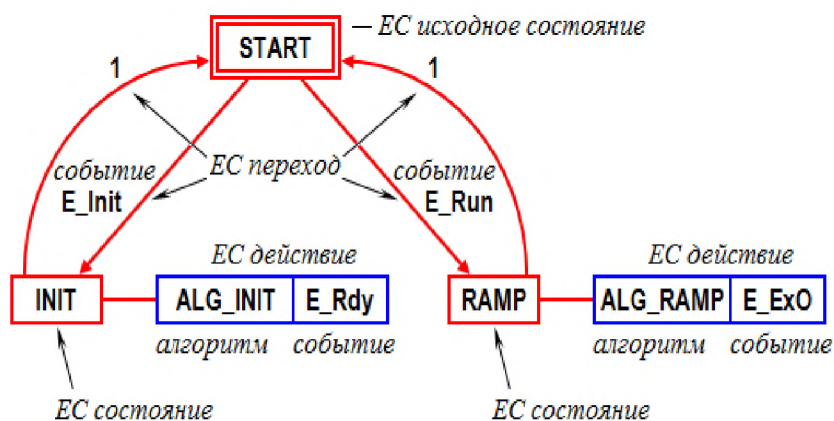 — ЕС исходное состояние
START
1
1
событие
E_Init
ЕС переход
событие
E_Run
ЕС действие
ЕС действие
INIT
ALG_INIT
E_Rdy
RAMP
ALG_RAMP
E_ExO
алгоритм
событие
алгоритм
событие
ЕС состояние
ЕС состояние